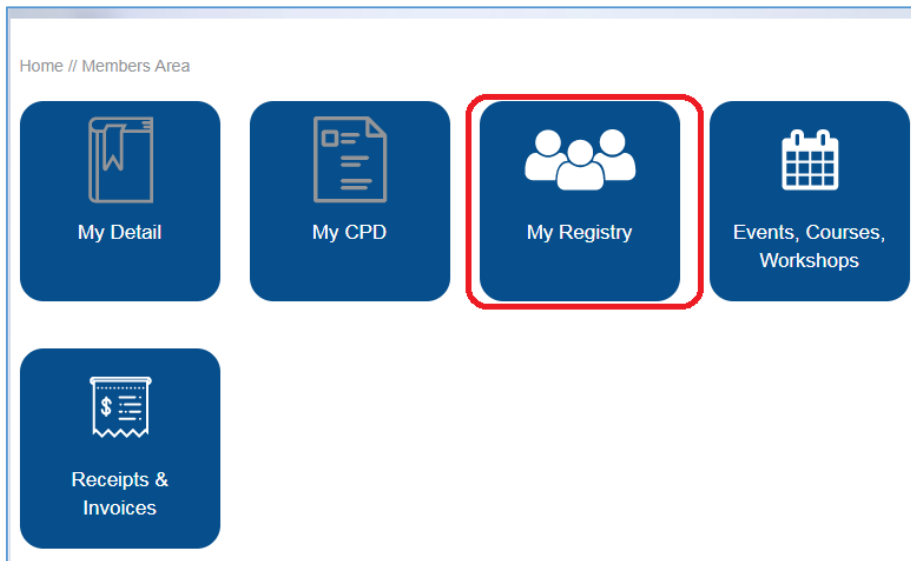 Home // Members Area
My Detail
My CPD
My Registry
Events, Courses,
Workshops
$
Receipts &
Invoices